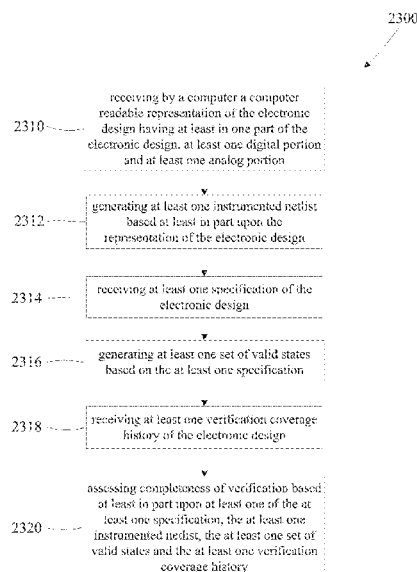 2300
receiving by a computer a computer
readable representation of the electronic
design having at least in one part of the
electronic design, at least one digital portion
and at least one analog portion
2310
generating at least one instrumented netlist
based at least in part upon the
representation of the electronic design
2312
receiving at least one specification of the
electronic design
2314
generating at least one set of valid states
based on the at least one specification
2316
receiving at least one verification coverage
history of the electronic design
2318
assessing completeness of verification based
at least in part upon at least one of the at
least one specification, the at least one
instrumented netlist, the at least one set of
valid states and the at least one verification
coverage history
2320